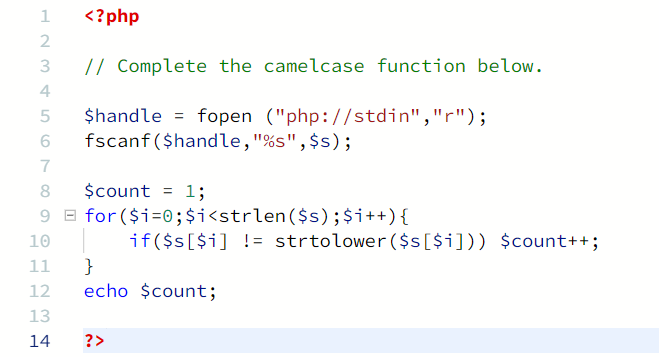 1 <?php
2
3 // Complete the camelcase function below.
4
5 $handle = fopen ("php://stdin","r");
6 fscanf($handle,"%s",$s);
7
8 $count = 1;
9 for($i=0;$i<strlen($s);$i++){
10     if($s[$i] != strtolower($s[$i])) $count++;
11 }
12 echo $count;
13
14 ?>